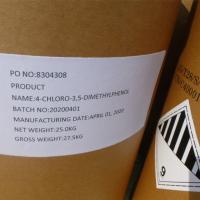 PO NO:8304308
PRODUCT
NAME:4-CHLORO-3,5-DIMETHYLPHENOL
BATCH NO:20200401
MANUFACTURING DATE:APRIL 01, 2020
NET WEIGHT:25.0KG
GROSS WEIGHT:27.5KG
9